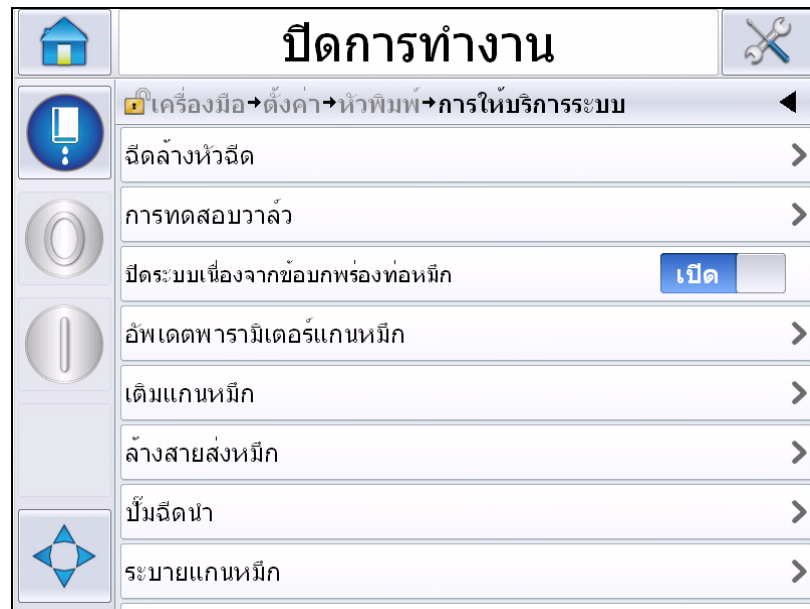 ปิดการทำงาน
เครื่องมือ→ตั้งค่า→หัวพิมพ์→การให้บริการระบบ
ฉีดล้างหัวฉีด
การทดสอบวาล์ว
ปิดระบบเนื่องจากข้อบกพร่องท่อหมึก เปิด
อัพเดตพารามิเตอร์แกนหมึก
เติมแกนหมึก
ล้างสายส่งหมึก
ปั๊มฉีดนำ
ระบายแกนหมึก